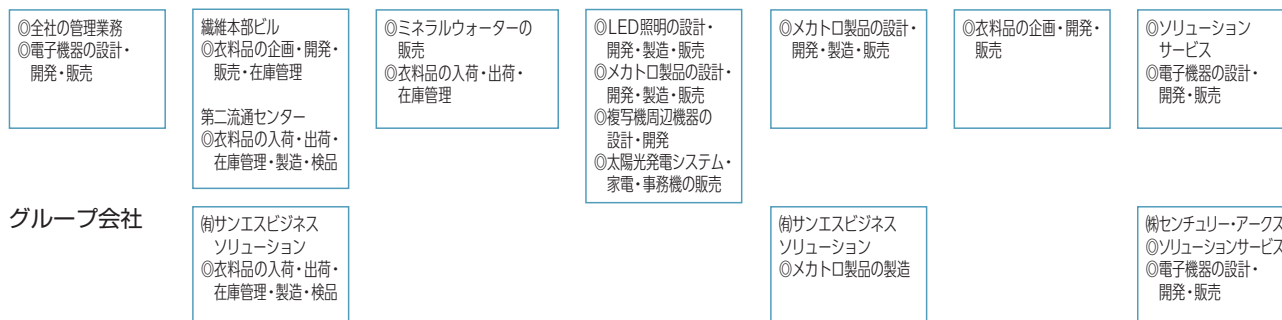 ◎全社の管理業務
◎電子機器の設計・
開発・販売
繊維本部ビル
◎衣料品の企画・開発・
販売・在庫管理
第二流通センター
◎衣料品の入荷・出荷・
在庫管理・製造・検品
◎ミネラルウォーターの
販売
◎衣料品の入荷・出荷・
在庫管理
◎LED照明の設計・
開発・製造・販売
◎メカトロ製品の設計・
開発・製造・販売
◎複写機周辺機器の
設計・開発
◎太陽光発電システム・
家電・事務機の販売
◎メカトロ製品の設計・
開発・製造・販売
◎衣料品の企画・開発・
販売
◎ソリューション
サービス
◎電子機器の設計・
開発・販売
グループ会社
㈲サンエスビジネス
ソリューション
◎衣料品の入荷・出荷・
在庫管理・製造・検品
㈲サンエスビジネス
ソリューション
◎メカトロ製品の製造
㈱センチュリー・アークス
◎ソリューションサービス
◎電子機器の設計・
開発・販売